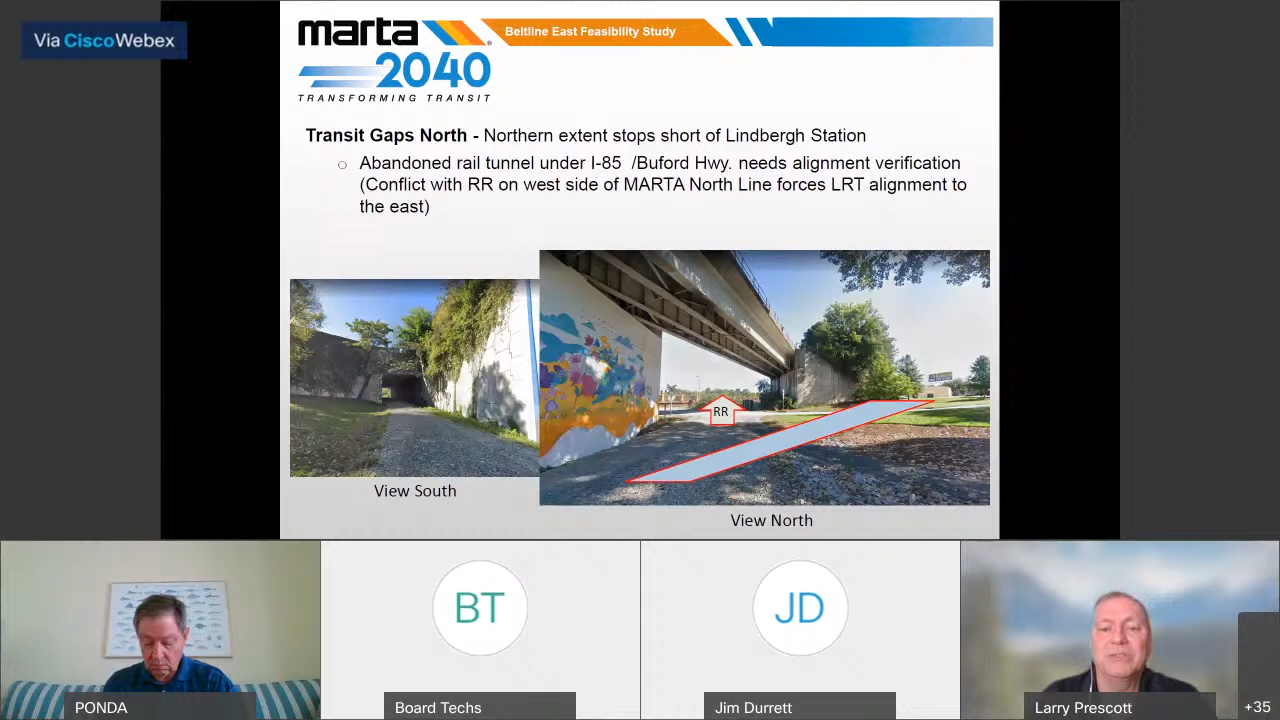 Via Cisco Webex
marta
Beltline East Feasibility Study
2040
TRANSFORMING TRANSIT
Transit Gaps North - Northern extent stops short of Lindbergh Station
Abandoned rail tunnel under I-85 /Buford Hwy. needs alignment verification
(Conflict with RR on west side of MARTA North Line forces LRT alignment to
the east)
RR
View South
View North
BT
JD
PONDA
Board Techs
Jim Durrett
Larry Prescott
+35